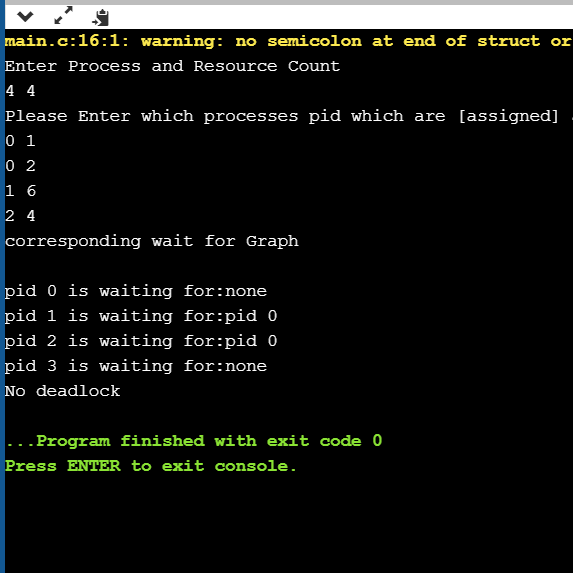 main.c:16:1: warning: no semicolon at end of struct or
Enter Process and Resource Count
4 4
Please Enter which processes pid which are [assigned]
0 1
0 2
1 6
2 4
corresponding wait for Graph
pid 0 is waiting for:none
pid 1 is waiting for:pid 0
pid 2 is waiting for:pid 0
pid 3 is waiting for:none
No deadlock
...Program finished with exit code 0
Press ENTER to exit console.